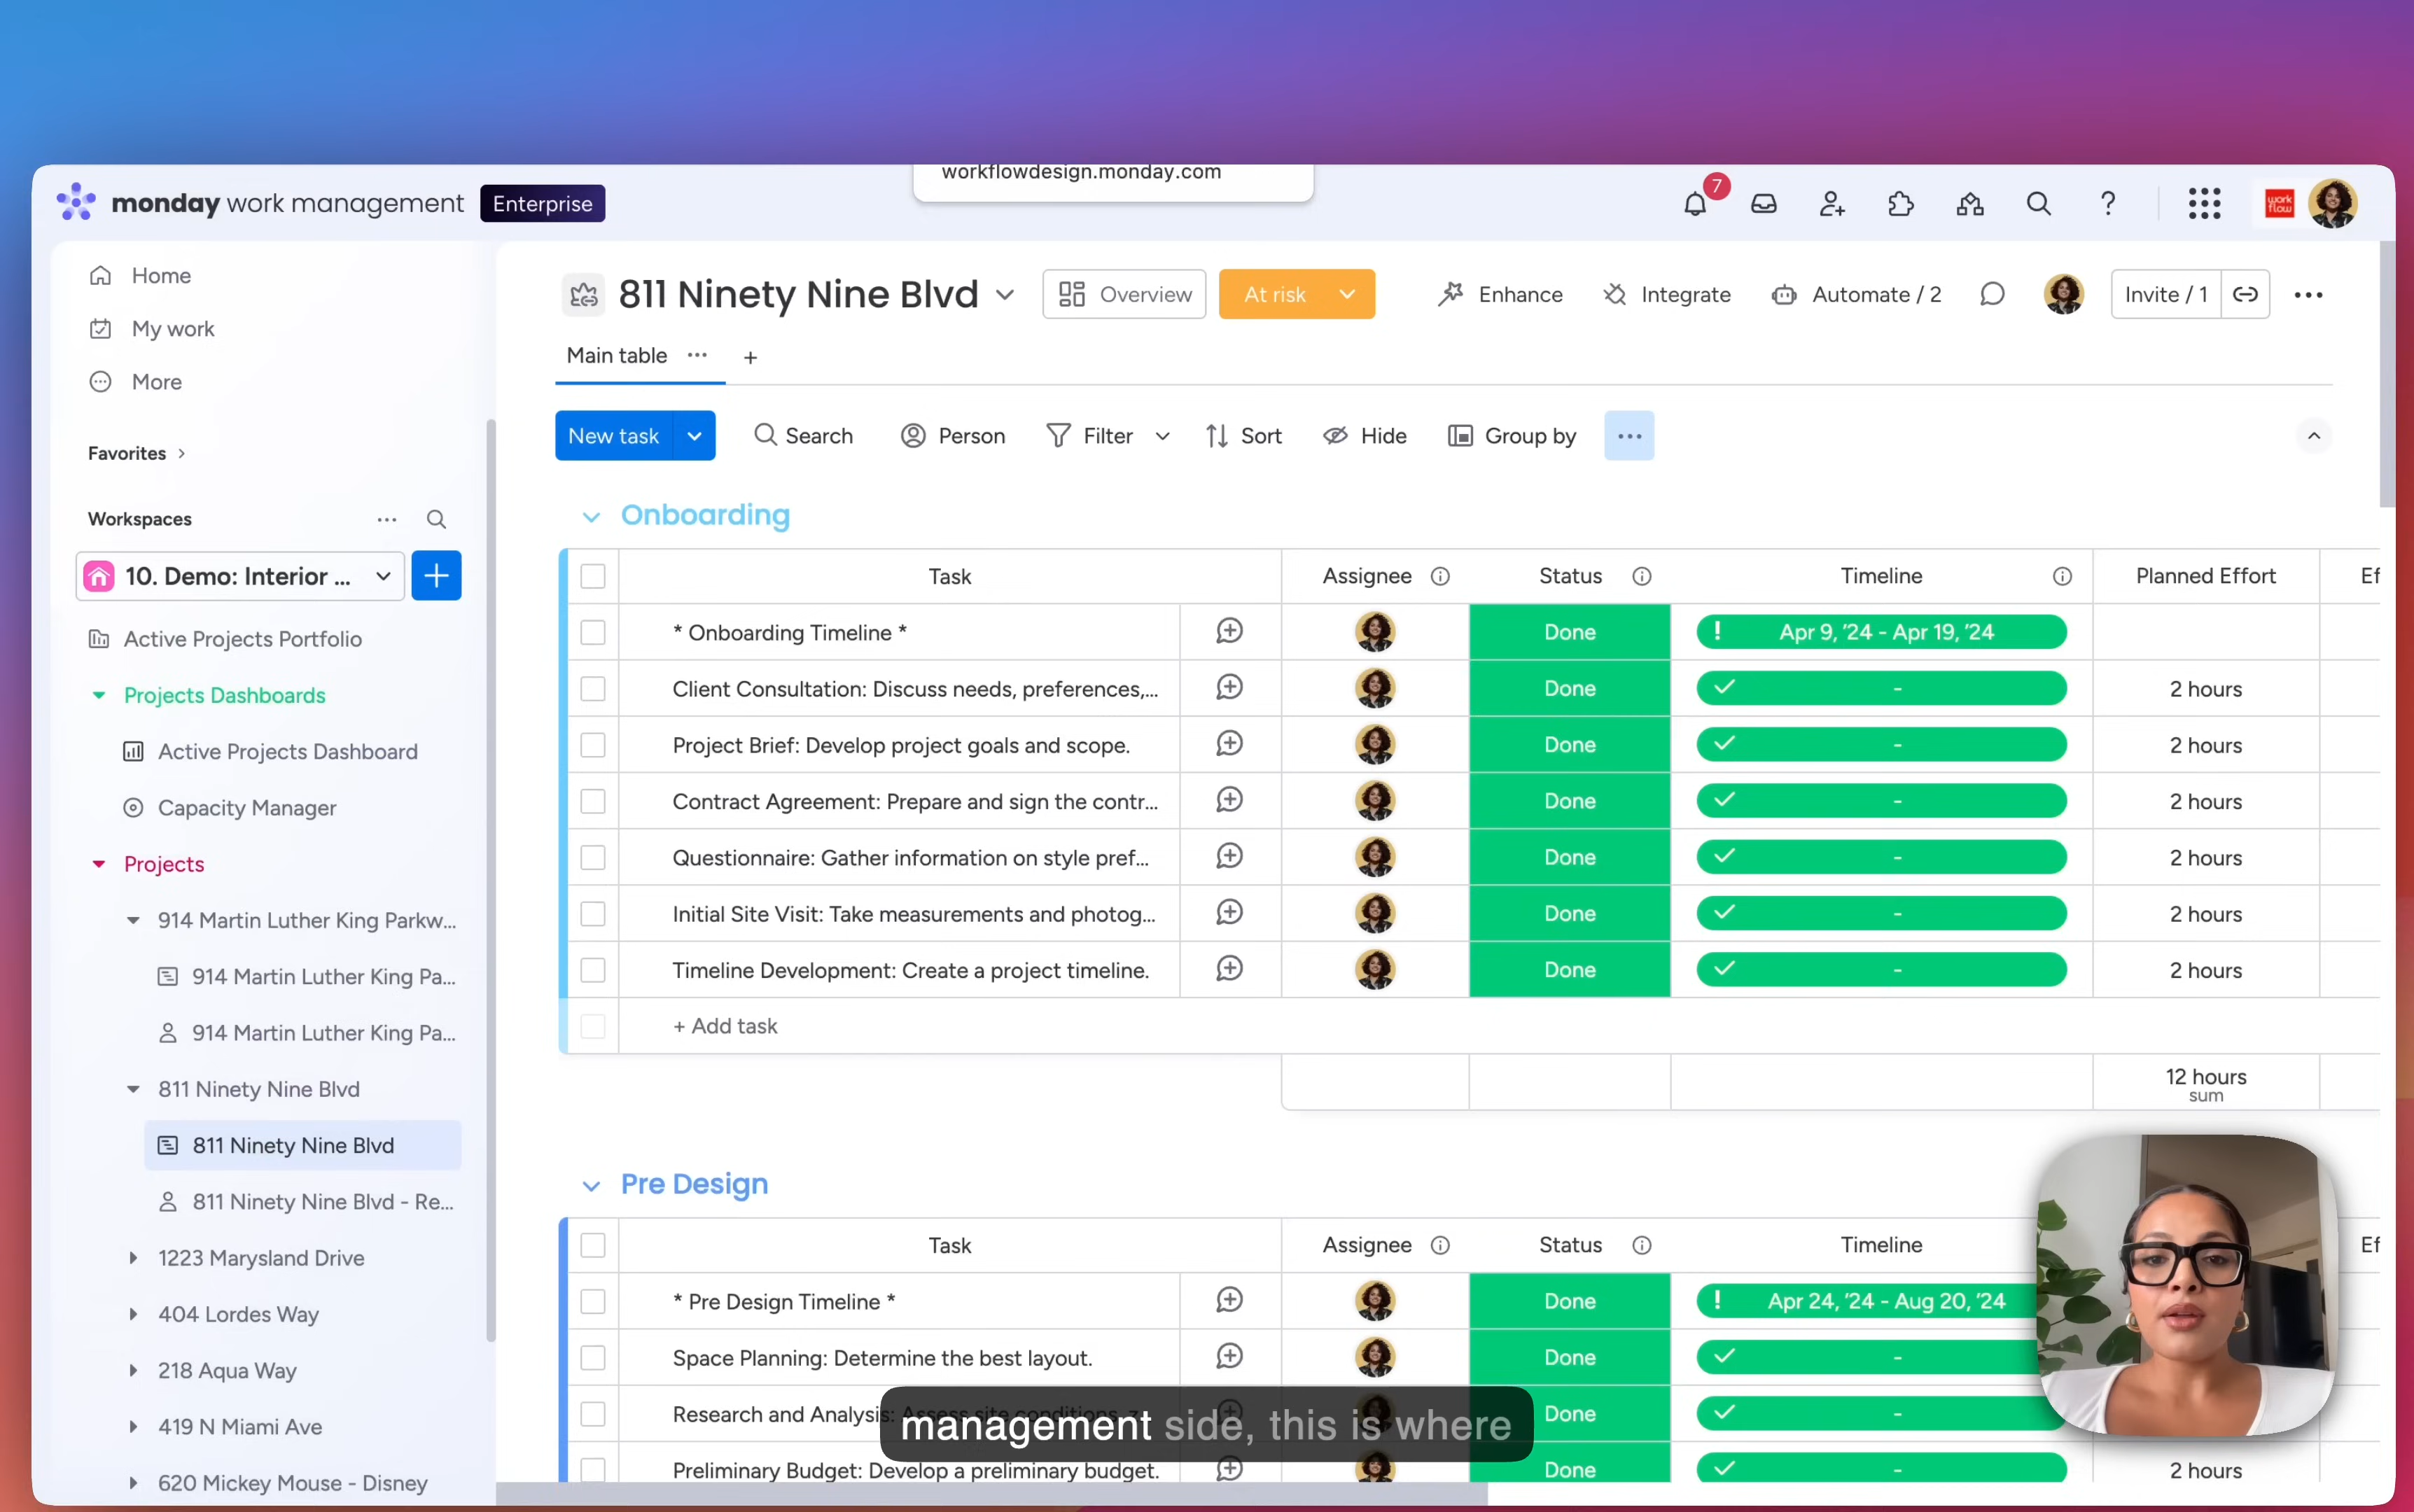 workflowdesign.monday.com
monday work management
Enterprise
7
work
flow
Home
My work
More
Favorites
Workspaces
10. Demo: Interior ...
Active Projects Portfolio
Projects Dashboards
Active Projects Dashboard
Capacity Manager
Projects
914 Martin Luther King Parkw...
914 Martin Luther King Pa...
914 Martin Luther King Pa...
811 Ninety Nine Blvd
811 Ninety Nine Blvd
811 Ninety Nine Blvd - Re...
1223 Marysland Drive
404 Lordes Way
218 Aqua Way
419 N Miami Ave
620 Mickey Mouse - Disney
811 Ninety Nine Blvd
Overview
At risk
Enhance
Integrate
Automate / 2
Invite / 1
Main table
New task
Search
Person
Filter
Sort
Hide
Group by
Onboarding
Task Assignee Status Timeline Planned Effort Ef
* Onboarding Timeline * Done ! Apr 9, '24 - Apr 19, '24
Client Consultation: Discuss needs, preferences,... Done - 2 hours
Project Brief: Develop project goals and scope. Done - 2 hours
Contract Agreement: Prepare and sign the contr... Done - 2 hours
Questionnaire: Gather information on style pref... Done - 2 hours
Initial Site Visit: Take measurements and photog... Done - 2 hours
Timeline Development: Create a project timeline. Done - 2 hours
+ Add task
12 hours
sum
Pre Design
Task Assignee Status Timeline Ef
* Pre Design Timeline * Done ! Apr 24, '24 - Aug 20, '24
Space Planning: Determine the best layout. Done -
Research and Analysis: Assess site conditions, Done -
Preliminary Budget: Develop a preliminary budget. Done - 2 hours
management side, this is where